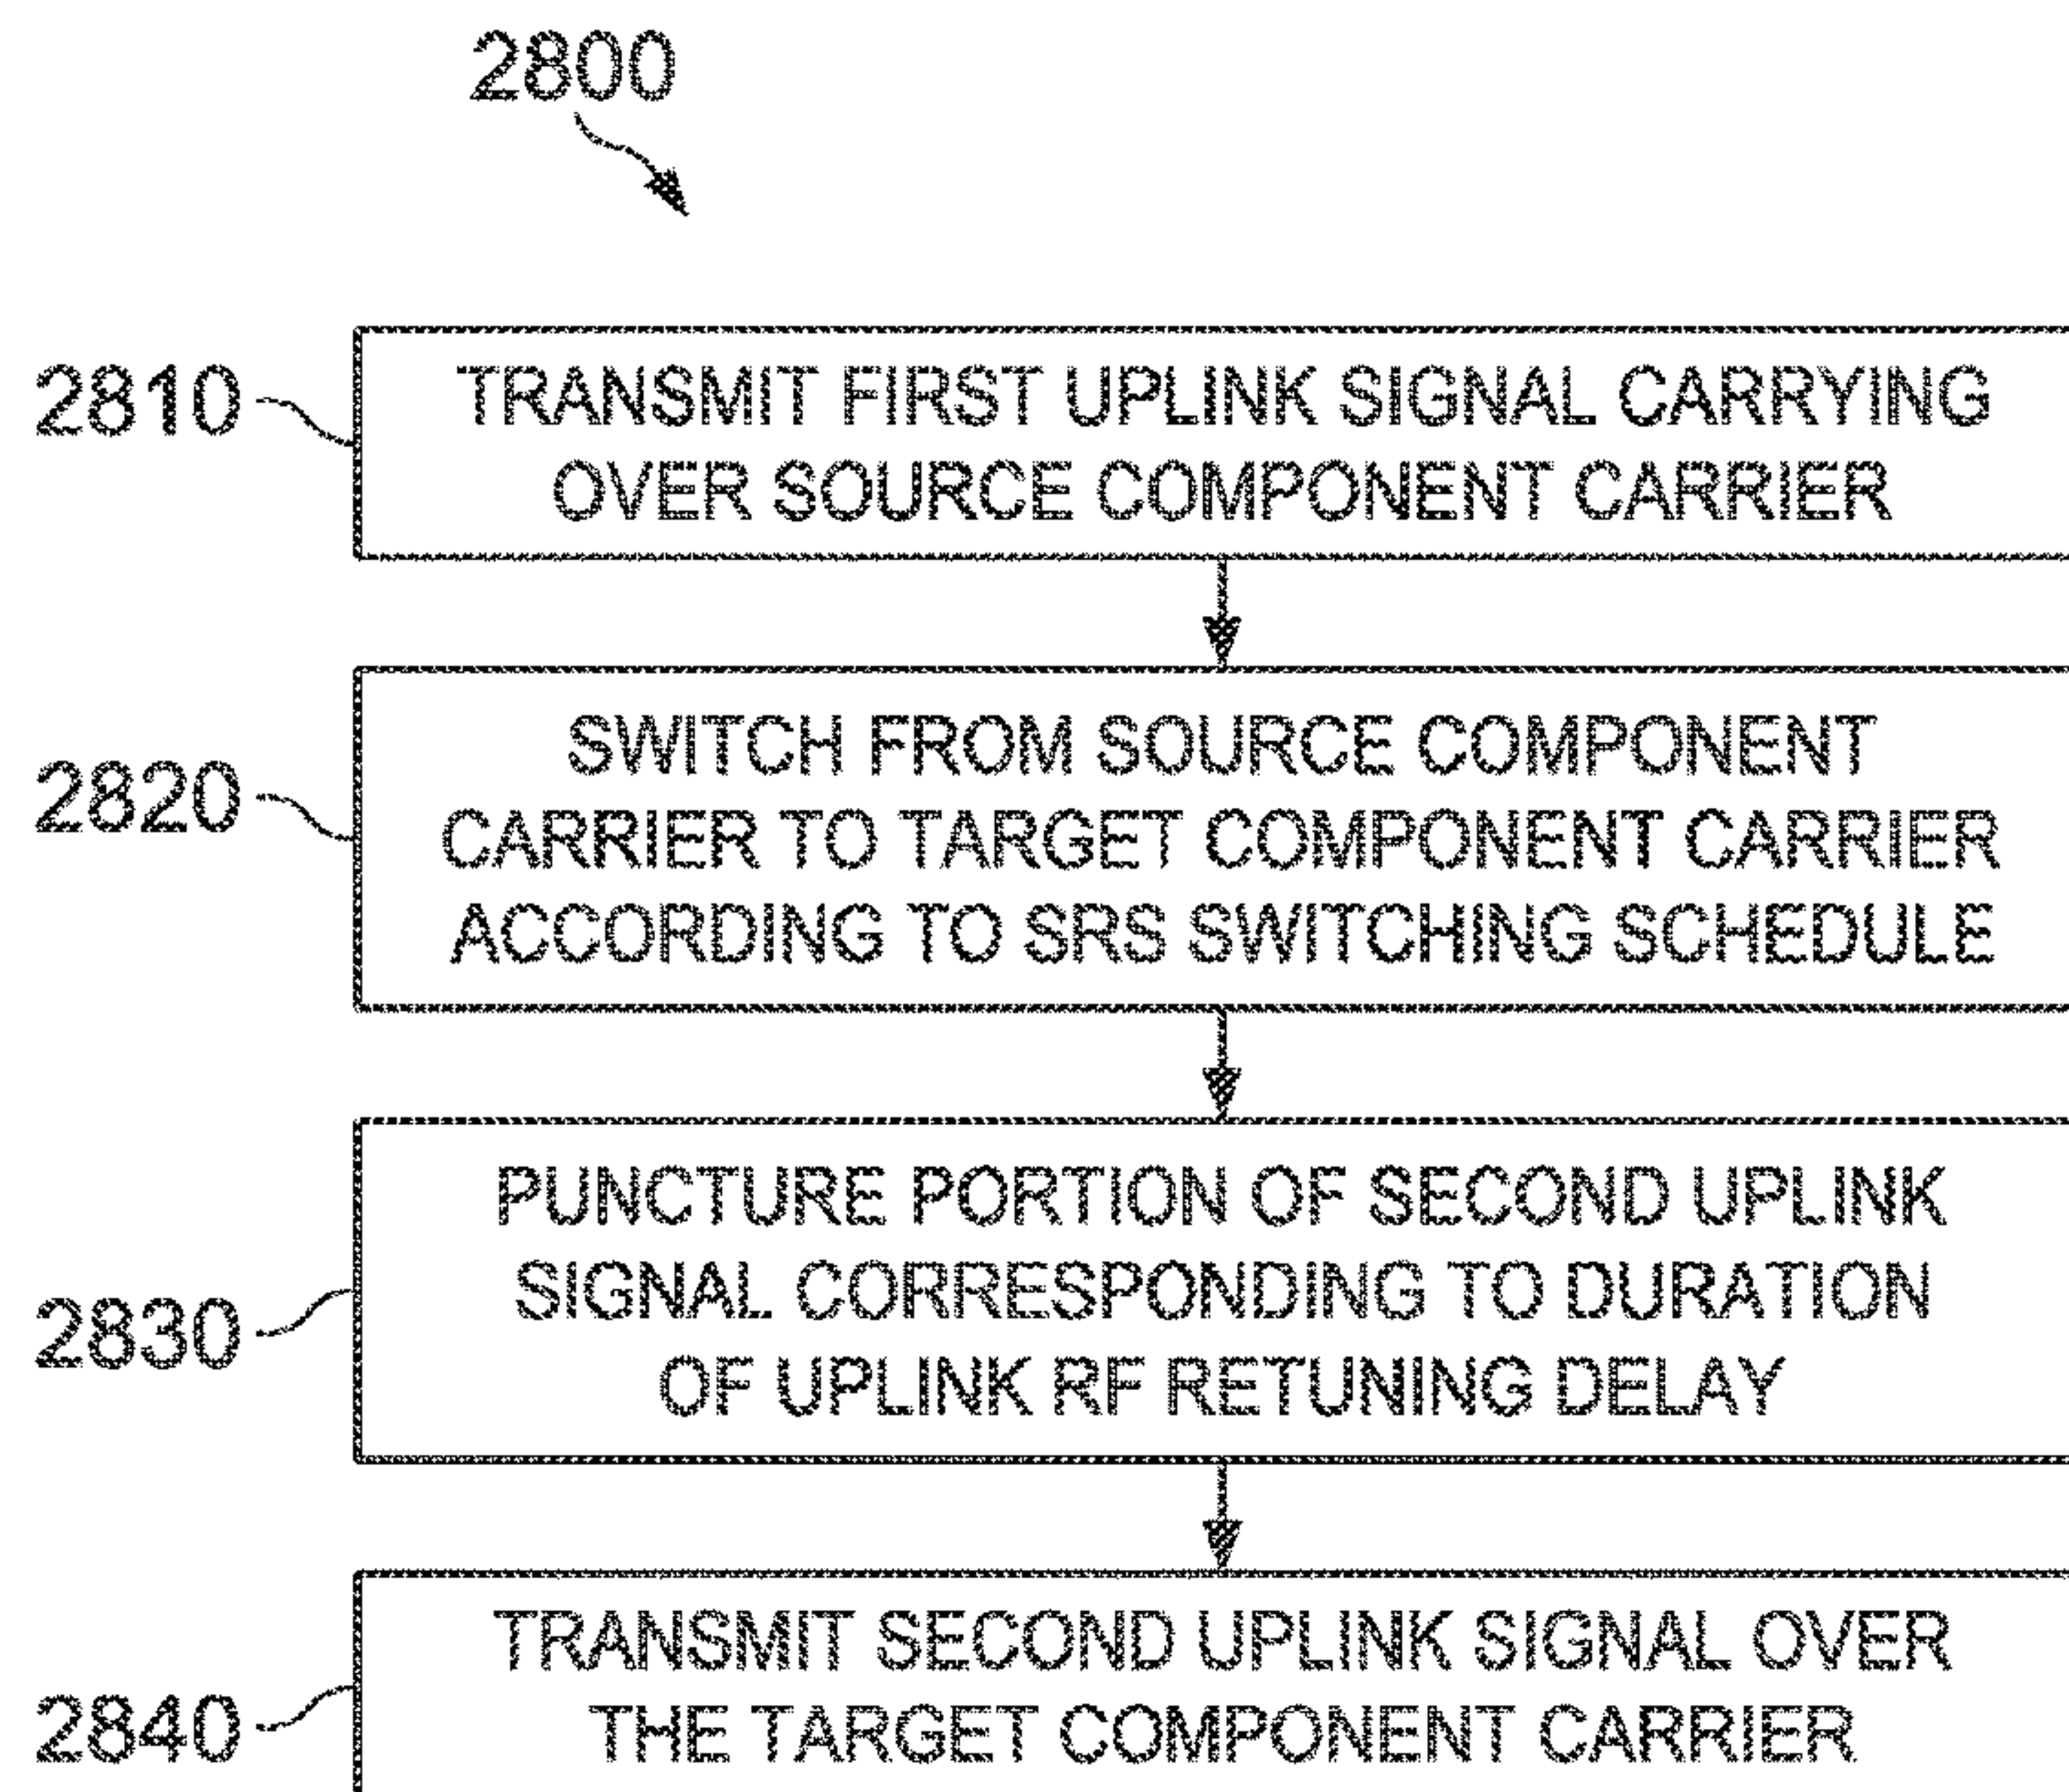 2800
2810
TRANSMIT FIRST UPLINK SIGNAL CARRYING
OVER SOURCE COMPONENT CARRIER
2820
SWITCH FROM SOURCE COMPONENT
CARRIER TO TARGET COMPONENT CARRIER
ACCORDING TO SRS SWITCHING SCHEDULE
2830
PUNCTURE PORTION OF SECOND UPLINK
SIGNAL CORRESPONDING TO DURATION
OF UPLINK RF RETUNING DELAY
2840
TRANSMIT SECOND UPLINK SIGNAL OVER
THE TARGET COMPONENT CARRIER